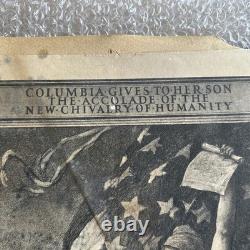 COLUMBIA·GIVES·TO·HER·SON
THE·ACCOLADE·OF·THE
NEW·CHIVALRY·OF·HUMANITY